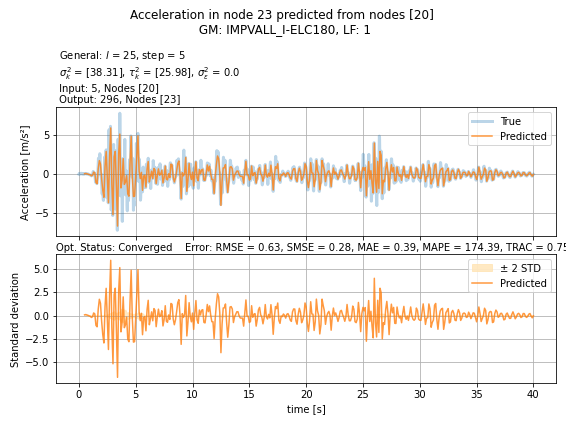 Acceleration in node 23 predicted from nodes [20]
GM: IMPVALL_I-ELC180, LF: 1
General: l = 25, step = 5
σ²ₖ = [38.31], τ²ₖ = [25.98], σ²ε = 0.0
Input: 5, Nodes [20]
Output: 296, Nodes [23]
Acceleration [m/s²]
5
0
−5
True
Predicted
Opt. Status: Converged Error: RMSE = 0.63, SMSE = 0.28, MAE = 0.39, MAPE = 174.39, TRAC = 0.75
Standard deviation
5.0
2.5
0.0
−2.5
−5.0
± 2 STD
Predicted
0 5 10 15 20 25 30 35 40
time [s]